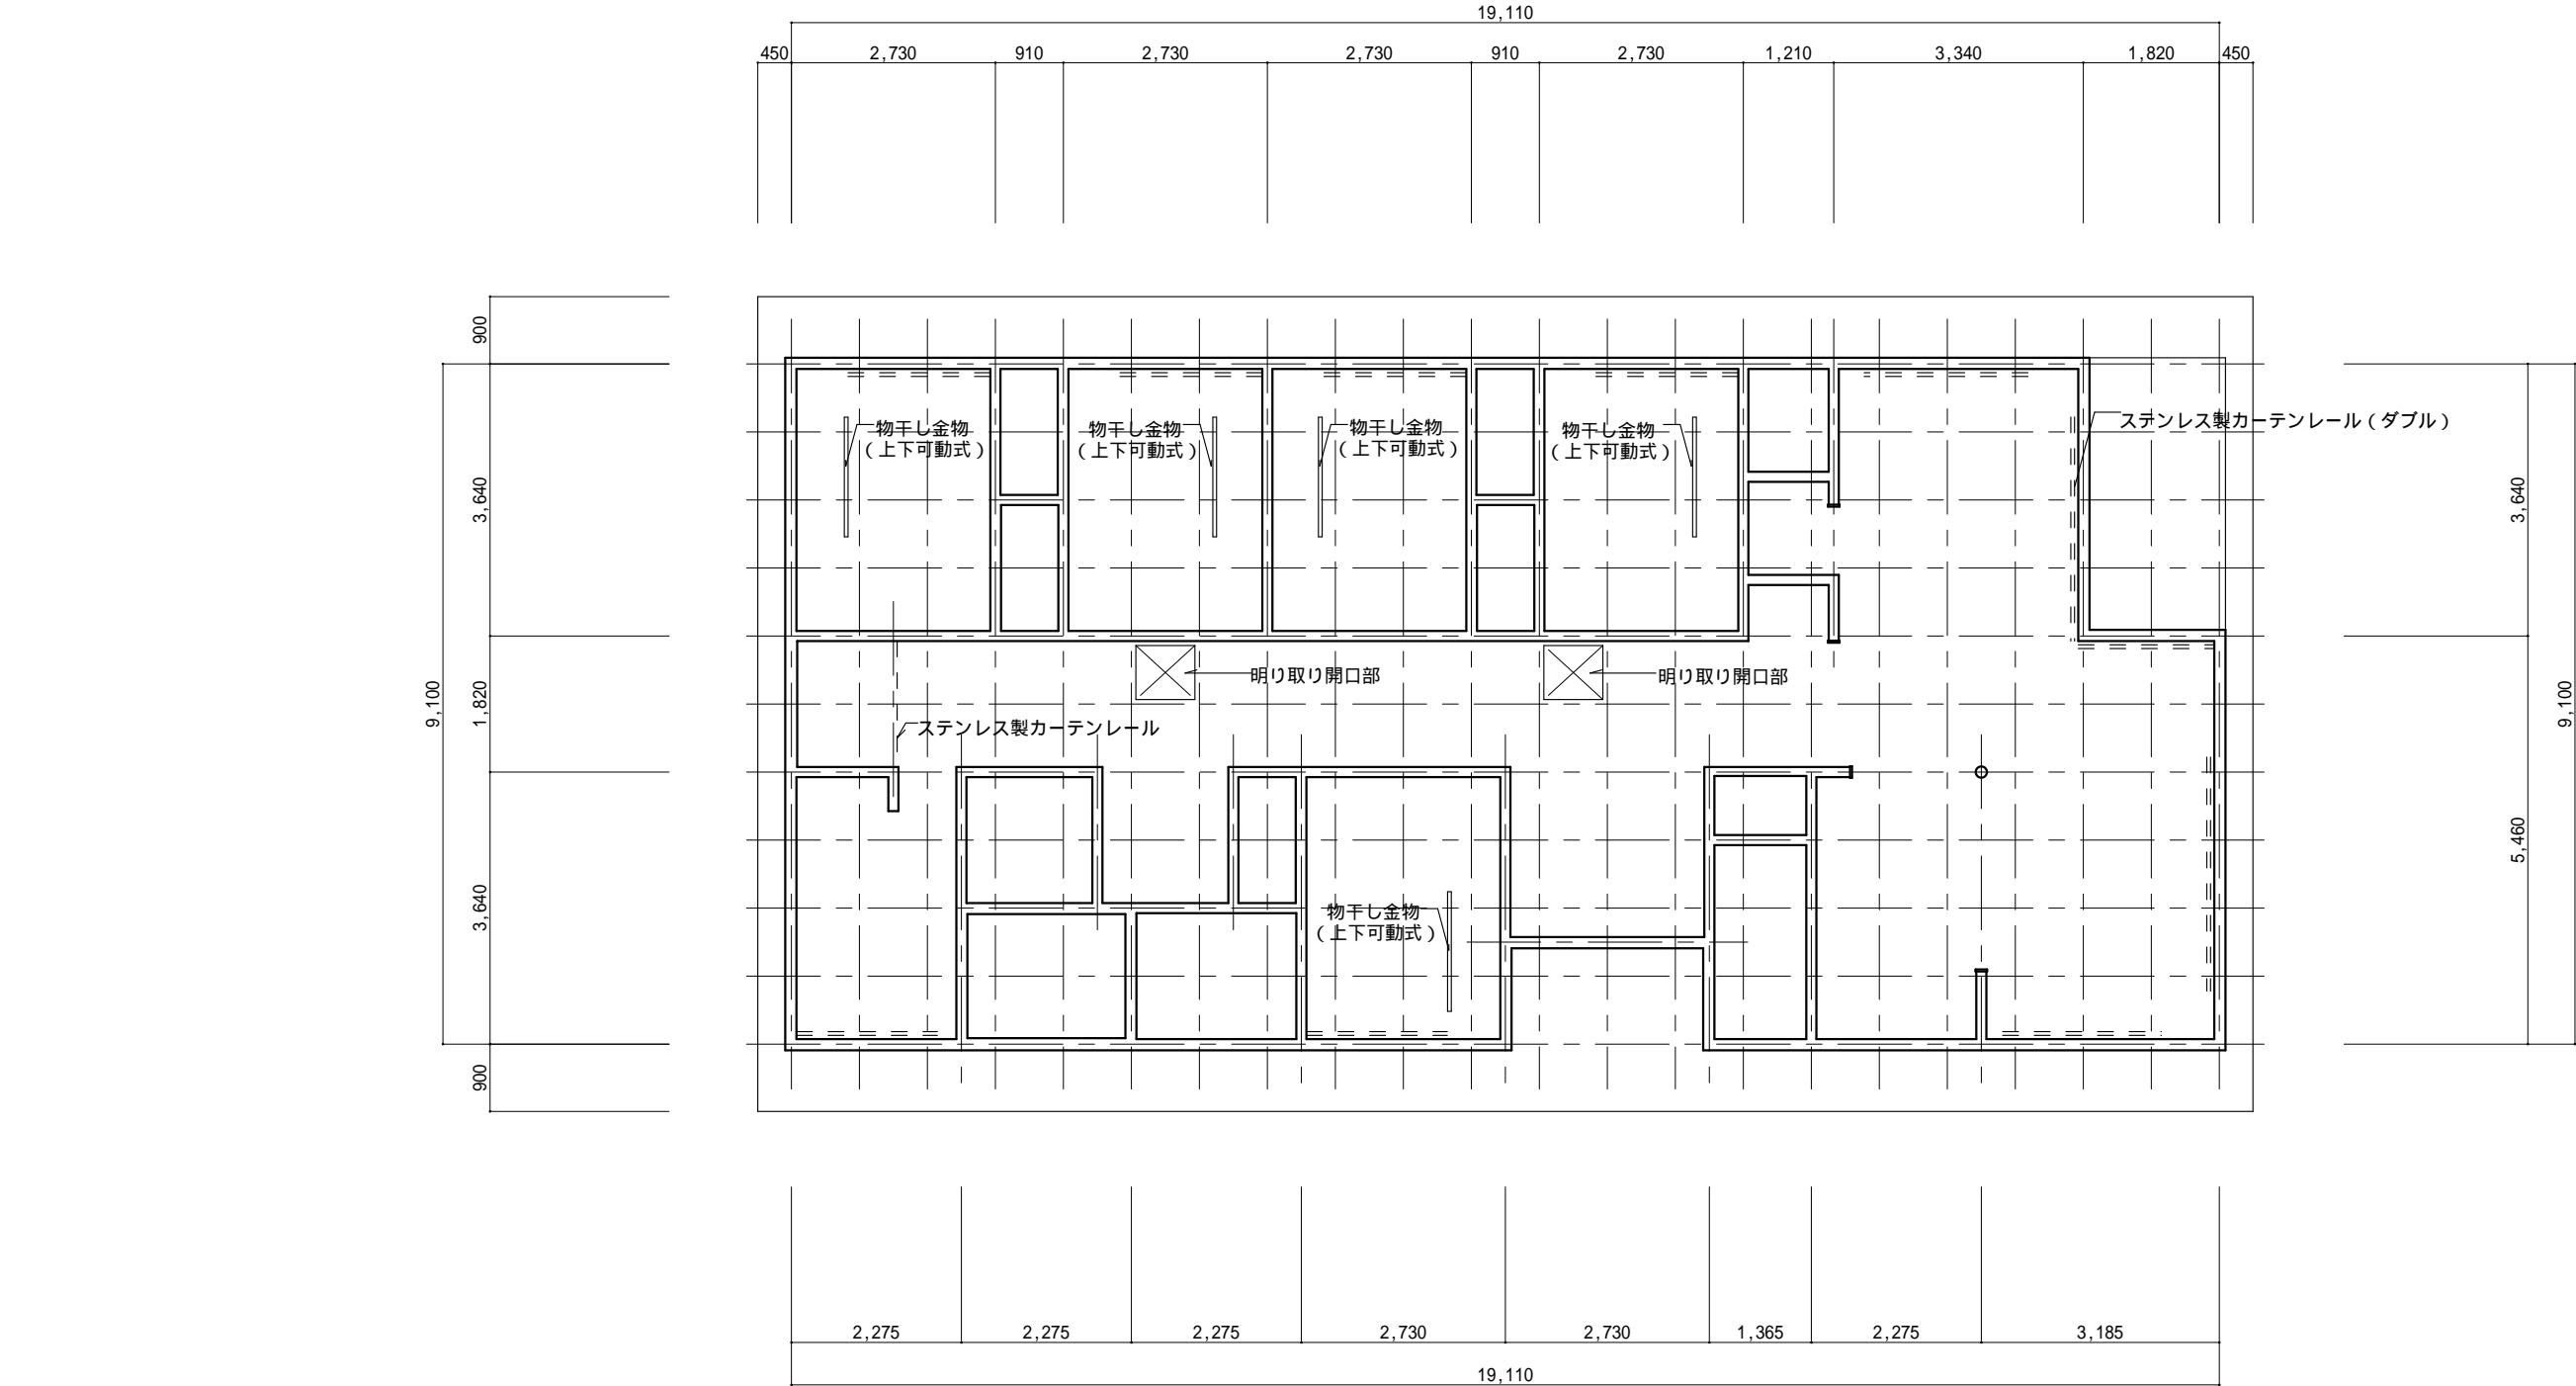 19,110
450 2,730 910 2,730 2,730 910 2,730 1,210 3,340 1,820 450
900
3,640
1,820
3,640
900
9,100
3,640
5,460
9,100
物干し金物
(上下可動式)
物干し金物
(上下可動式)
物干し金物
(上下可動式)
物干し金物
(上下可動式)
ステンレス製カーテンレール(ダブル)
明り取り開口部
明り取り開口部
ステンレス製カーテンレール
物干し金物
(上下可動式)
2,275 2,275 2,275 2,730 2,730 1,365 2,275 3,185
19,110